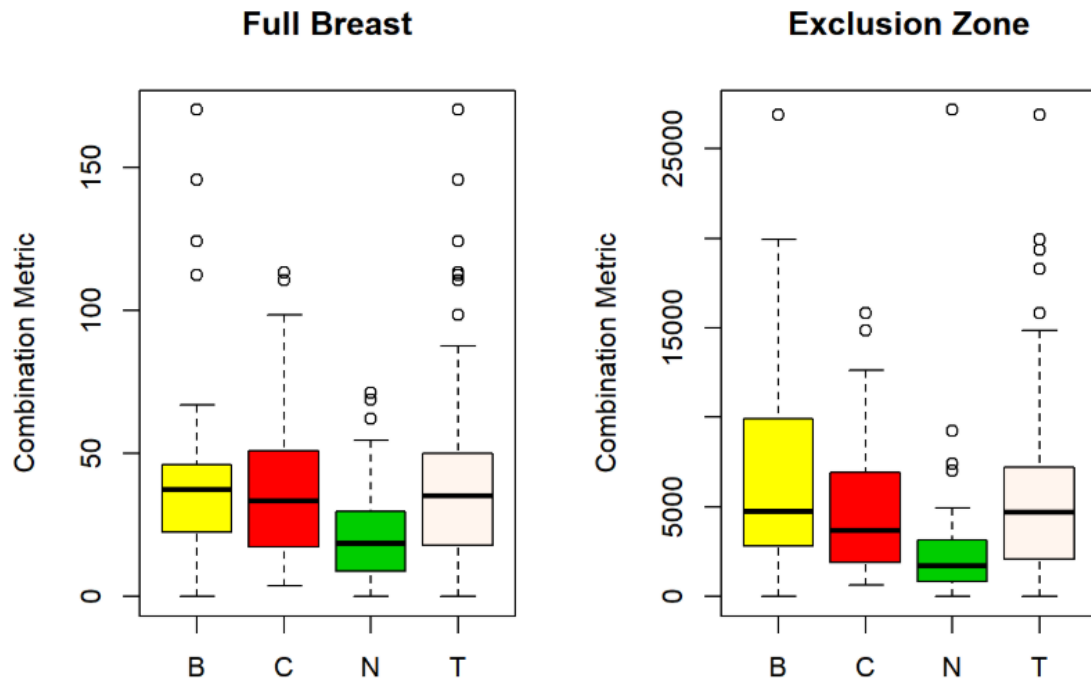 Full Breast
Combination Metric
150
100
50
0
B C N T
Exclusion Zone
Combination Metric
25000
15000
5000
0
B C N T